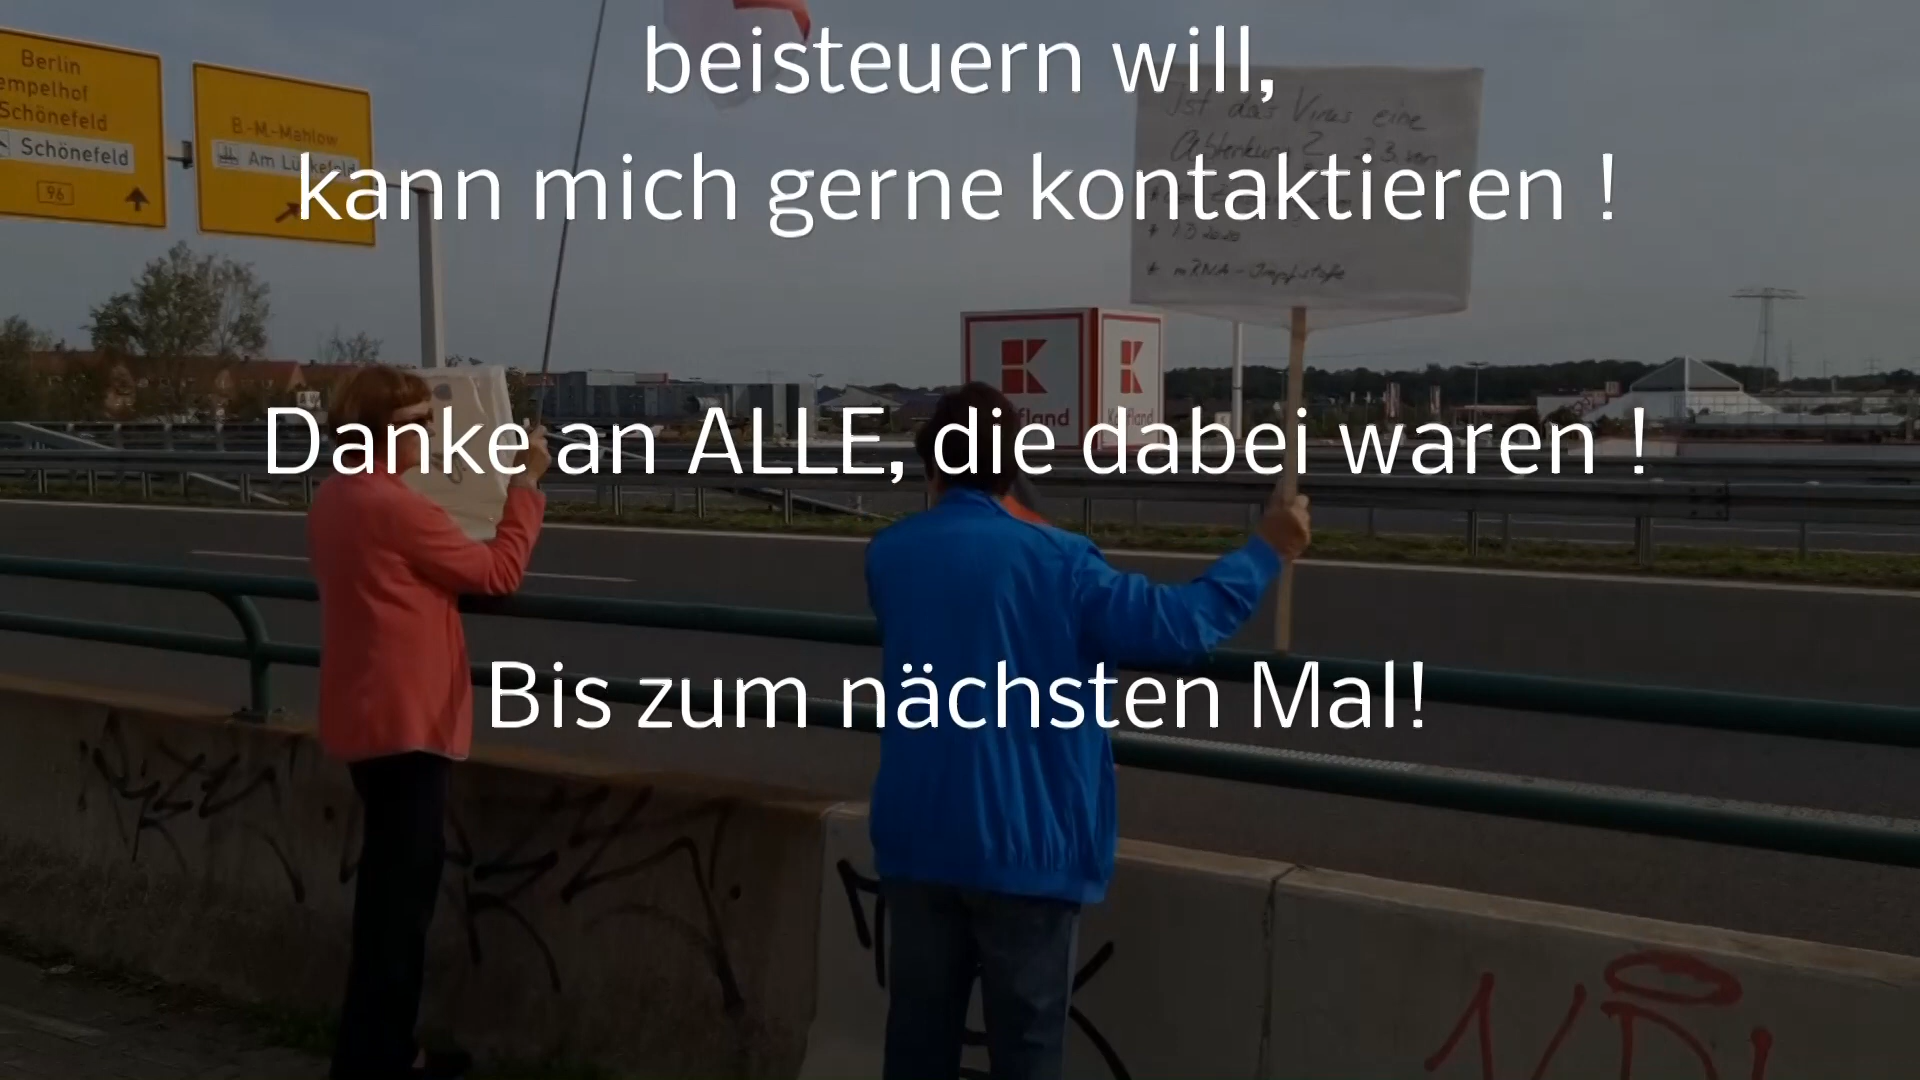 beisteuern will,
kann mich gerne kontaktieren !
Danke an ALLE, die dabei waren !
Bis zum nächsten Mal!
Berlin
Schönefeld
Schönefeld
96
B.-M.-Mahlow
Am
Ist das Virus eine
* mRNA - Impfstoffe
K
K